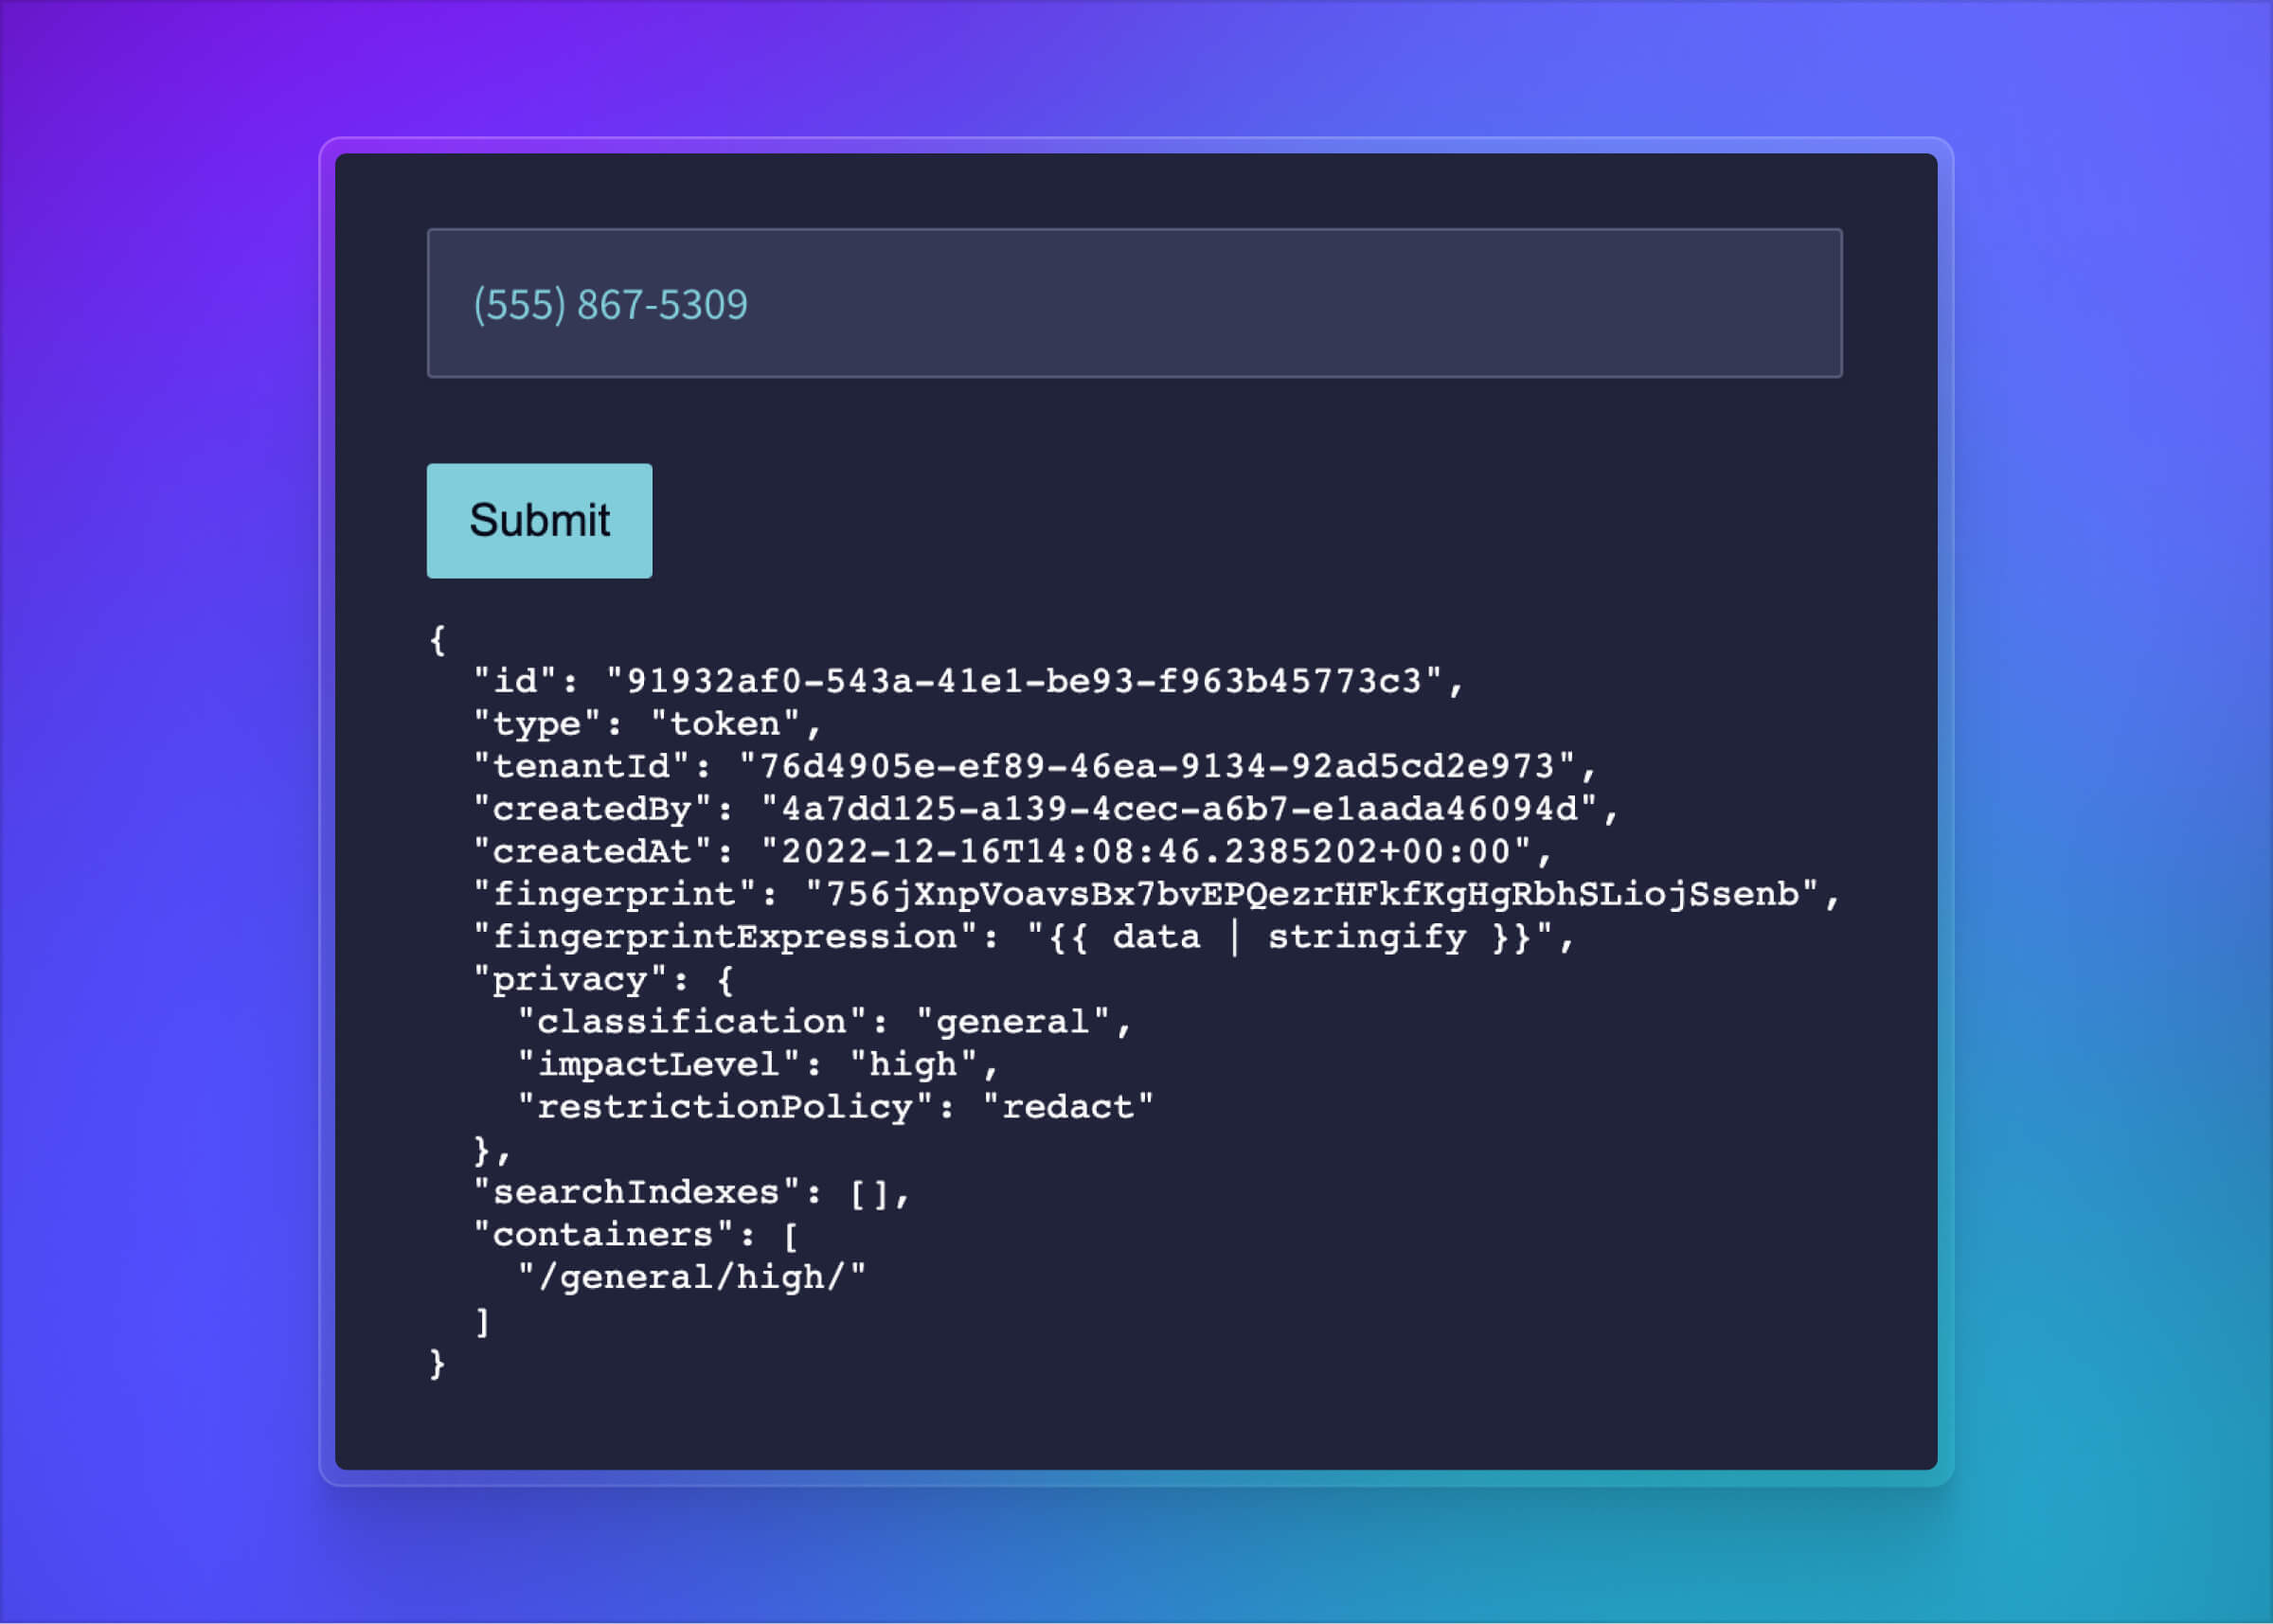 (555) 867-5309
Submit
{
  "id": "91932af0-543a-41e1-be93-f963b45773c3",
  "type": "token",
  "tenantId": "76d4905e-ef89-46ea-9134-92ad5cd2e973",
  "createdBy": "4a7dd125-a139-4cec-a6b7-e1aada46094d",
  "createdAt": "2022-12-16T14:08:46.2385202+00:00",
  "fingerprint": "756jXnpVoavsBx7bvEPQezrHFkfKgHgRbhSLiojSsenb",
  "fingerprintExpression": "{{ data | stringify }}",
  "privacy": {
    "classification": "general",
    "impactLevel": "high",
    "restrictionPolicy": "redact"
  },
  "searchIndexes": [],
  "containers": [
    "/general/high/"
  ]
}